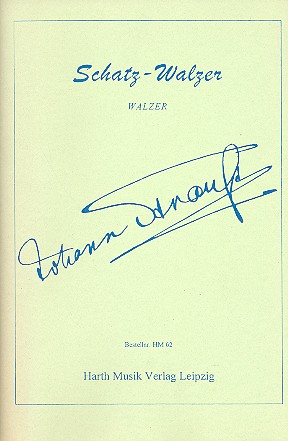 Schatz-Walzer
WALZER
Johann Strauß
Bestellnr HM 62
Harth Musik Verlag Leipzig